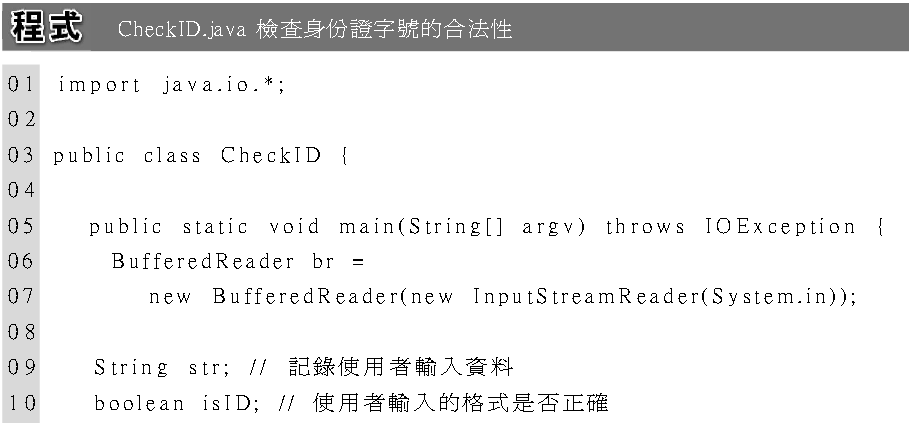 程式 CheckID.java 檢查身份證字號的合法性
01 import java.io.*;
02
03 public class CheckID {
04
05 public static void main(String[] argv) throws IOException {
06 BufferedReader br =
07 new BufferedReader(new InputStreamReader(System.in));
08
09 String str; // 記錄使用者輸入資料
10 boolean isID; // 使用者輸入的格式是否正確